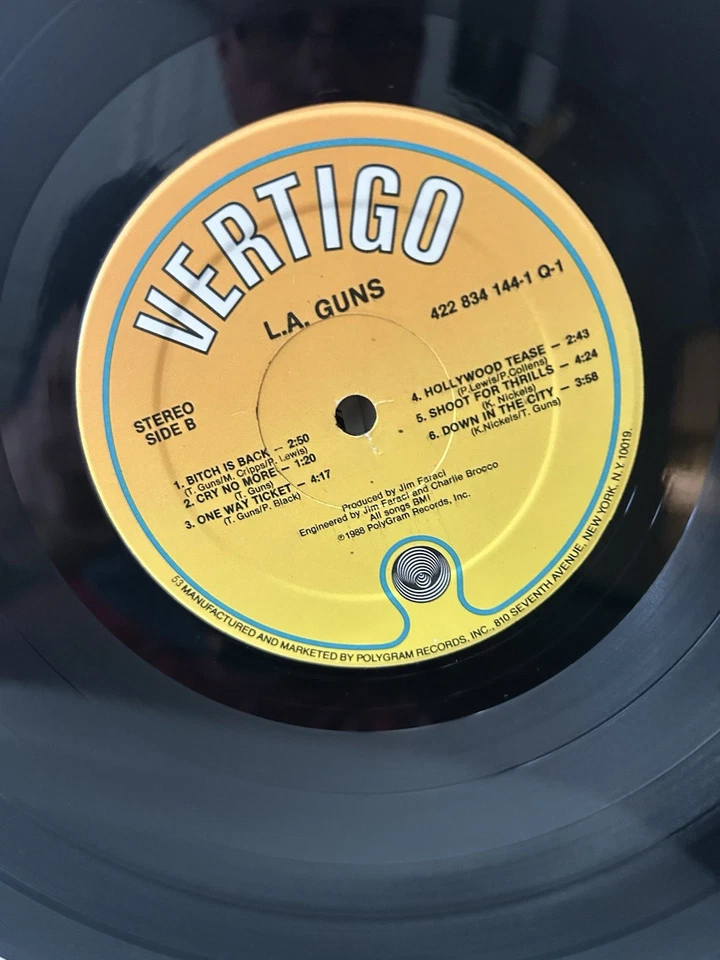 VERTIGO
L.A. GUNS
422 834 144-1 Q-1
STEREO
SIDE B
1. BITCH IS BACK – 2:50
(T. Guns/M. Cripps/P. Lewis)
2. CRY NO MORE – 1:20
(T. Guns)
3. ONE WAY TICKET – 4:17
(T. Guns/P. Black)
4. HOLLYWOOD TEASE – 2:43
(P.Lewis/P.Collens)
5. SHOOT FOR THRILLS – 4:24
(K. Nickels)
6. DOWN IN THE CITY – 3:58
(K.Nickels/T. Guns)
Produced by Jim Faraci
Engineered by Jim Faraci and Charlie Brocco
All songs BMI
℗1988 PolyGram Records, Inc.
53 MANUFACTURED AND MARKETED BY POLYGRAM RECORDS, INC., 810 SEVENTH AVENUE, NEW YORK, N.Y. 10019.